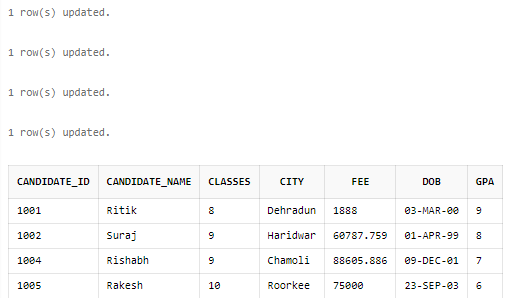 1 row(s) updated.
1 row(s) updated.
1 row(s) updated.
1 row(s) updated.
CANDIDATE_ID CANDIDATE_NAME CLASSES CITY FEE DOB GPA
1001 Ritik 8 Dehradun 1888 03-MAR-00 9
1002 Suraj 9 Haridwar 60787.759 01-APR-99 8
1004 Rishabh 9 Chamoli 88605.886 09-DEC-01 7
1005 Rakesh 10 Roorkee 75000 23-SEP-03 6